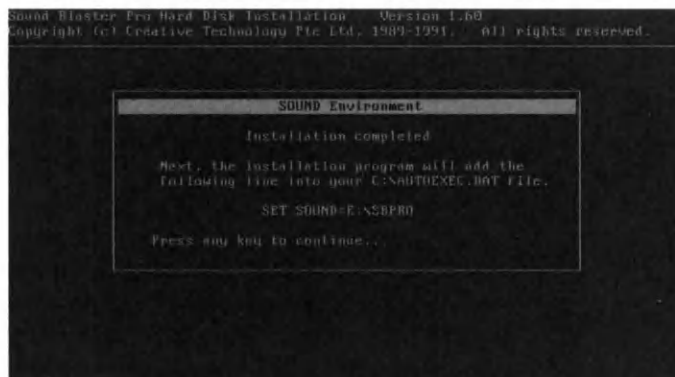 Sound Blaster Pro Hard Disk Installation Version 1.60
Copyright (c) Creative Technology Pte Ltd. 1989-1991. All rights reserved.
SOUND Environment
Installation completed
Next, the installation program will add the
following line into your C:\AUTOEXEC.BAT File.
SET SOUND=C:\SBPRO
Press any key to continue...